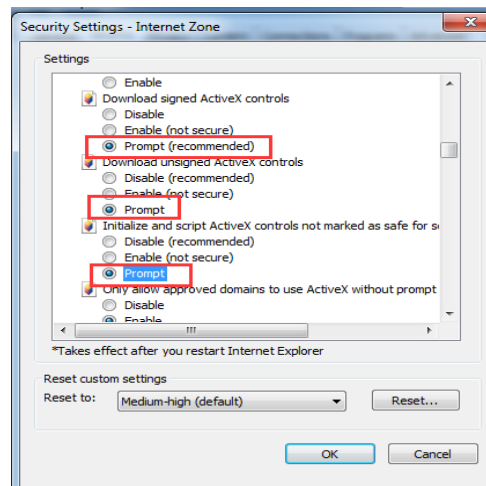 Security Settings - Internet Zone
Settings
Enable
Download signed ActiveX controls
Disable
Enable (not secure)
Prompt (recommended)
Download unsigned ActiveX controls
Disable (recommended)
Enable (not secure)
Prompt
Initialize and script ActiveX controls not marked as safe for s
Disable (recommended)
Enable (not secure)
Prompt
Only allow approved domains to use ActiveX without prompt
Disable
Enable
*Takes effect after you restart Internet Explorer
Reset custom settings
Reset to:
Medium-high (default)
Reset...
OK
Cancel